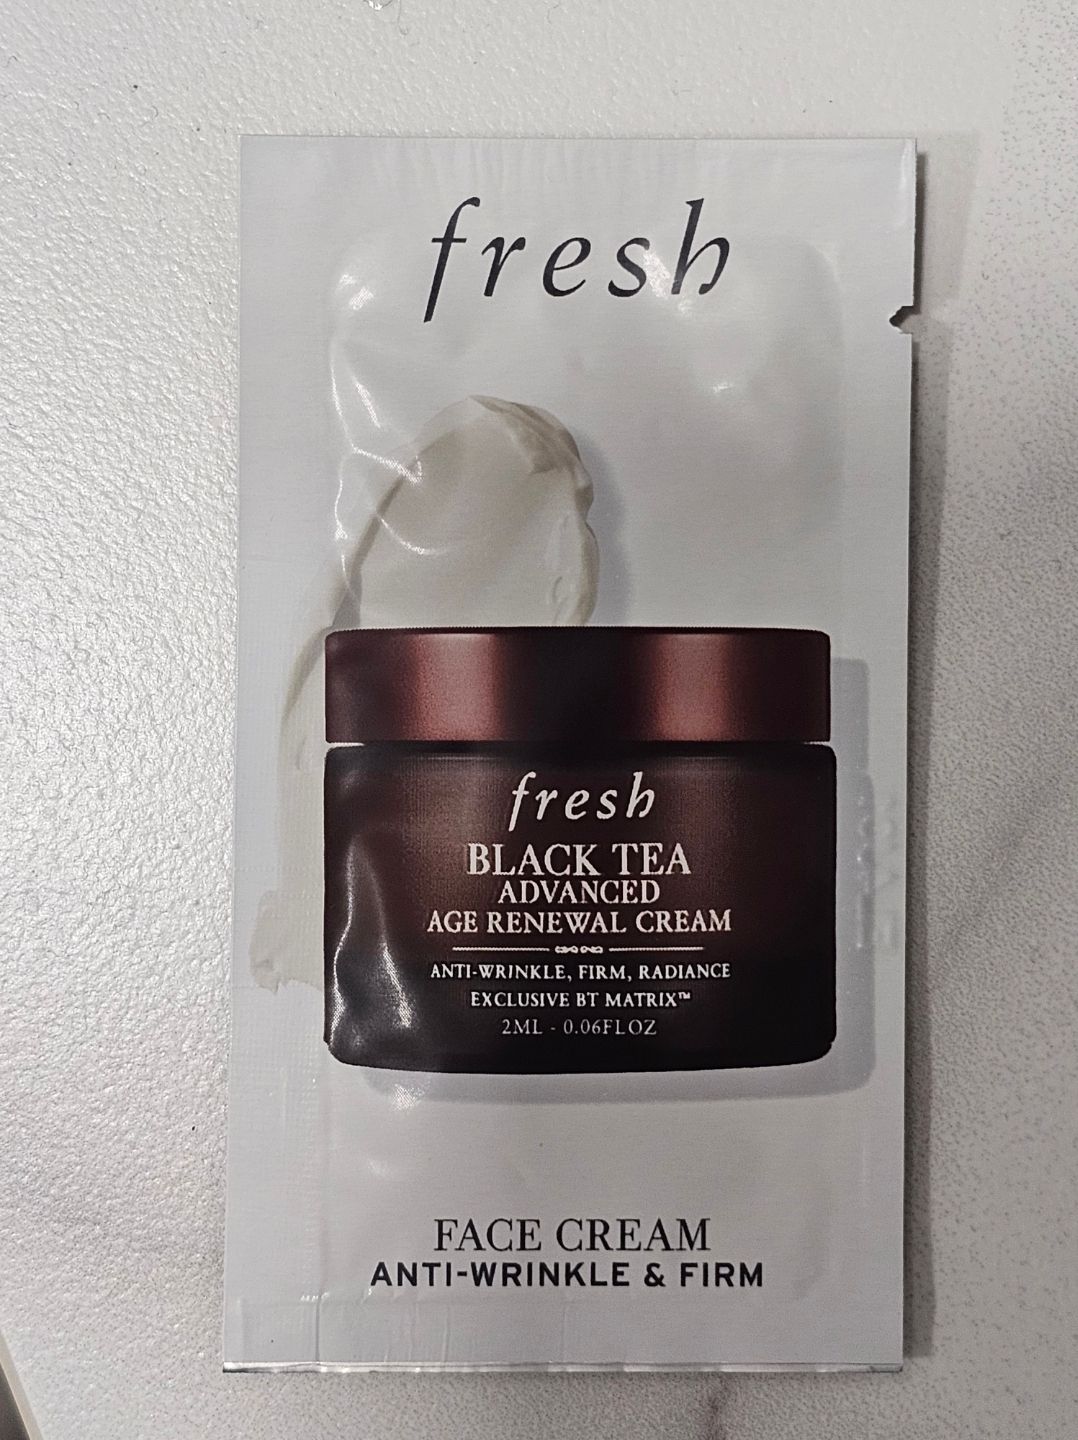 fresh
fresh
BLACK TEA
ADVANCED
AGE RENEWAL CREAM
ANTI-WRINKLE, FIRM, RADIANCE
EXCLUSIVE BT MATRIX™
2ML - 0.06FLOZ
FACE CREAM
ANTI-WRINKLE & FIRM